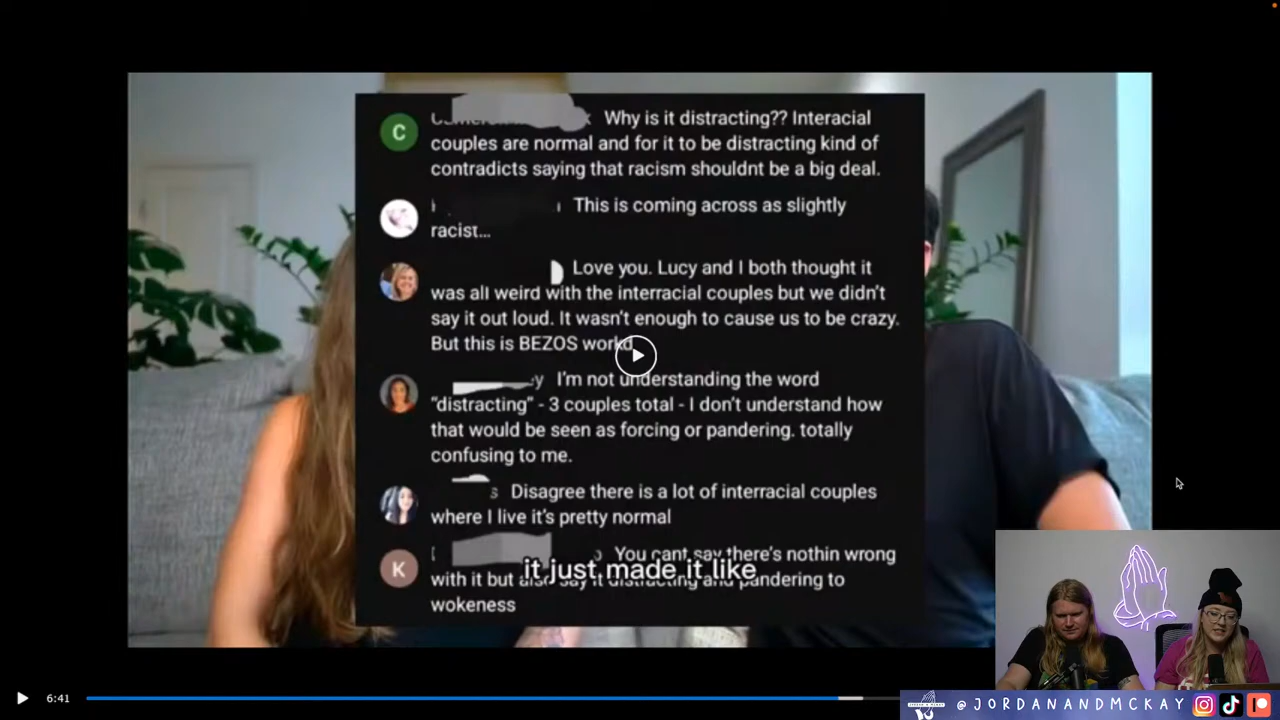 C
Why is it distracting?? Interacial
couples are normal and for it to be distracting kind of
contradicts saying that racism shouldnt be a big deal.
This is coming across as slightly
racist...
Love you. Lucy and I both thought it
was all weird with the interracial couples but we didn't
say it out loud. It wasn't enough to cause us to be crazy.
But this is BEZOS world
y I'm not understanding the word
"distracting" - 3 couples total - I don't understand how
that would be seen as forcing or pandering. totally
confusing to me.
s Disagree there is a lot of interracial couples
where I live it's pretty normal
K
You cant say there's nothin wrong
it just made it like
with it but also say it distracting and pandering to
wokeness
6:41
@JORDANANDMCKAY